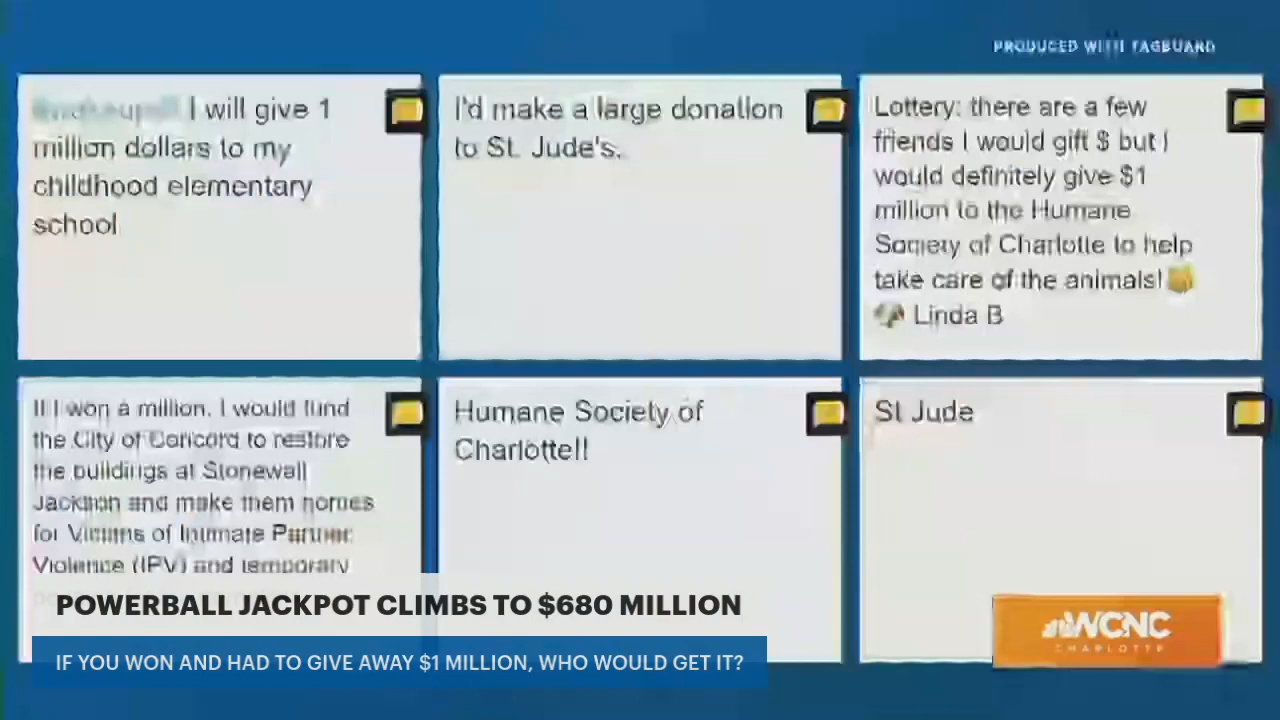 PRODUCED WITH TAGBOARD
I will give 1
million dollars to my
childhood elementary
school
I'd make a large donation
to St. Jude's.
Lottery: there are a few
friends I would gift $ but I
would definitely give $1
million to the Humane
Society of Charlotte to help
take care of the animals!
Linda B
If I won a million, I would fund
the City of Concord to restore
the buildings at Stonewall
Jackson and make them homes
for Victims of Intimate Partner
Violence (IPV) and temporary
Humane Society of
Charlotte!!
St Jude
POWERBALL JACKPOT CLIMBS TO $680 MILLION
IF YOU WON AND HAD TO GIVE AWAY $1 MILLION, WHO WOULD GET IT?
WCNC
CHARLOTTE